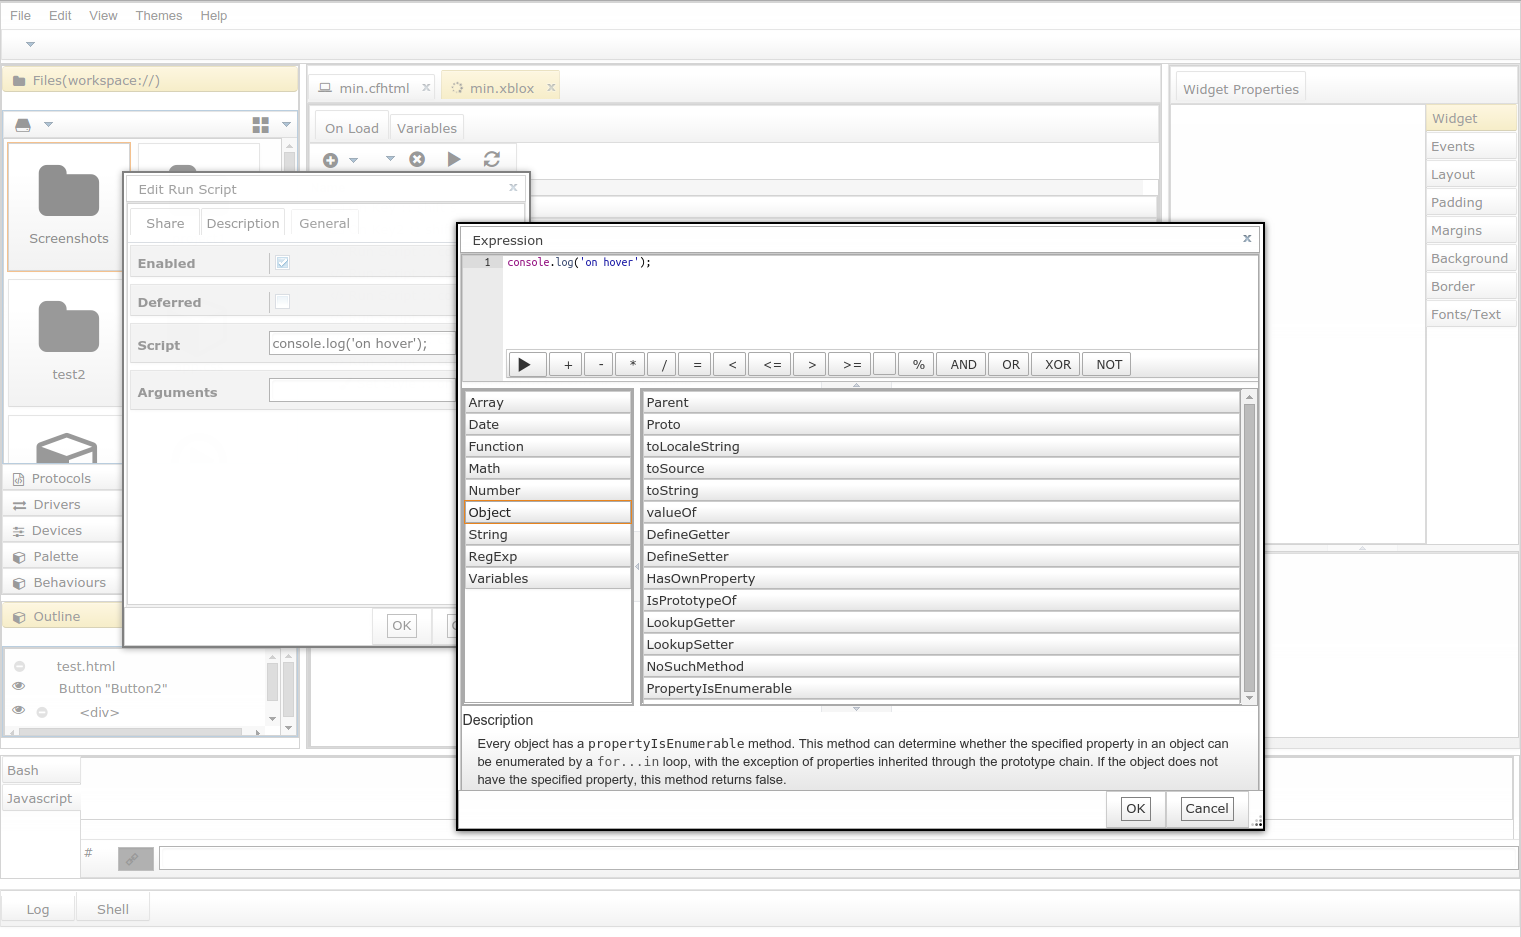 File Edit View Themes Help
Files(workspace://)
min.cfhtml x
min.xblox x
Widget Properties
On Load Variables
Screenshots
test2
Protocols
Drivers
Devices
Palette
Behaviours
Outline
test.html
Button "Button2"
<div>
Edit Run Script x
Share Description General
Enabled
Deferred
Script console.log('on hover');
Arguments
OK
Expression x
1 console.log('on hover');
+ - * / = < <= > >= % AND OR XOR NOT
Array
Date
Function
Math
Number
Object
String
RegExp
Variables
Parent
Proto
toLocaleString
toSource
toString
valueOf
DefineGetter
DefineSetter
HasOwnProperty
IsPrototypeOf
LookupGetter
LookupSetter
NoSuchMethod
PropertyIsEnumerable
Description
Every object has a propertyIsEnumerable method. This method can determine whether the specified property in an object can
be enumerated by a for...in loop, with the exception of properties inherited through the prototype chain. If the object does not
have the specified property, this method returns false.
OK Cancel
Widget
Events
Layout
Padding
Margins
Background
Border
Fonts/Text
Bash
Javascript
#
Log Shell